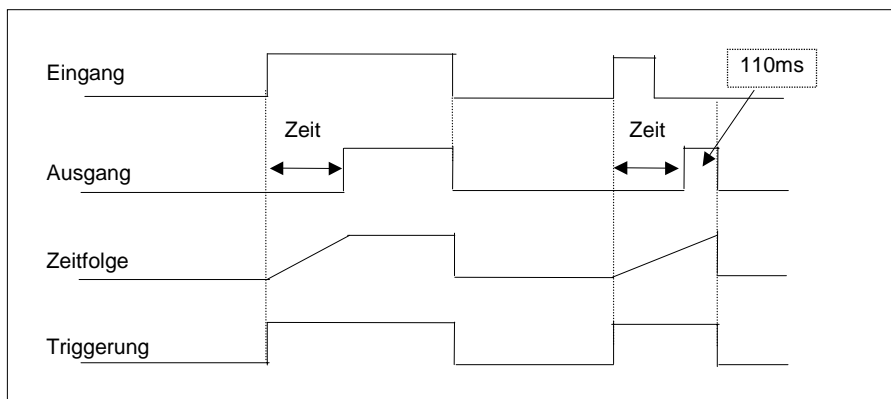 Eingang
110ms
Zeit
Zeit
Ausgang
Zeitfolge
Triggerung